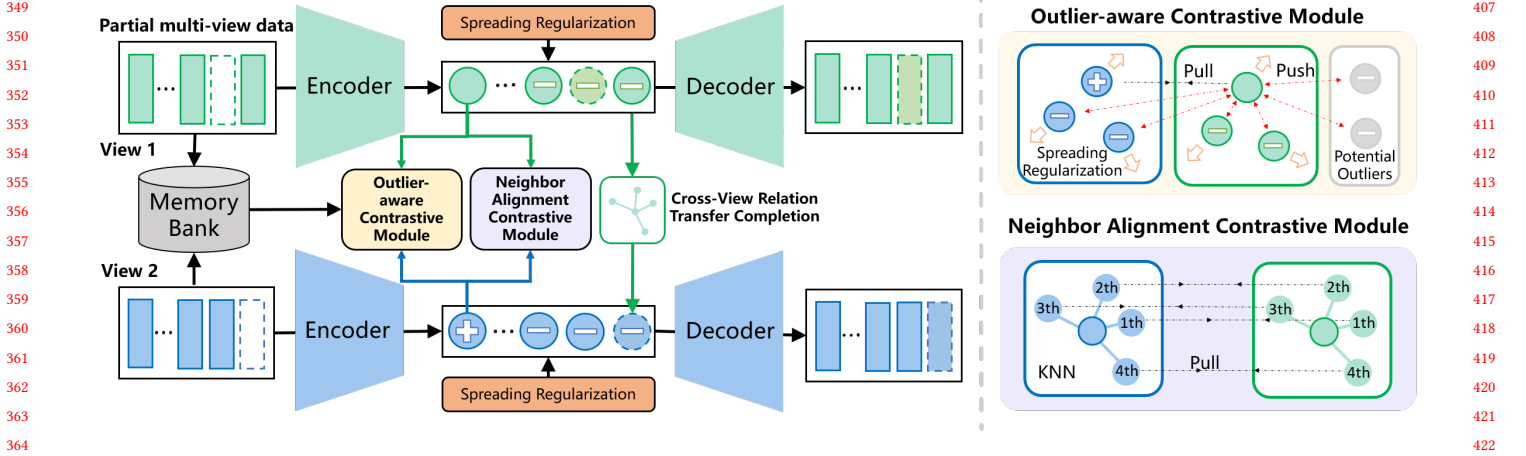 349
350
351
352
353
354
355
356
357
358
359
360
361
362
363
364
Partial multi-view data
View 1
Encoder
Spreading Regularization
...
Decoder
Memory
Bank
Outlier-
aware
Contrastive
Module
Neighbor
Alignment
Contrastive
Module
Cross-View Relation
Transfer Completion
View 2
Encoder
Decoder
Spreading Regularization
Outlier-aware Contrastive Module
Pull
Push
Spreading
Regularization
Potential
Outliers
Neighbor Alignment Contrastive Module
2th
3th
1th
4th
KNN
Pull
2th
3th
1th
4th
407
408
409
410
411
412
413
414
415
416
417
418
419
420
421
422